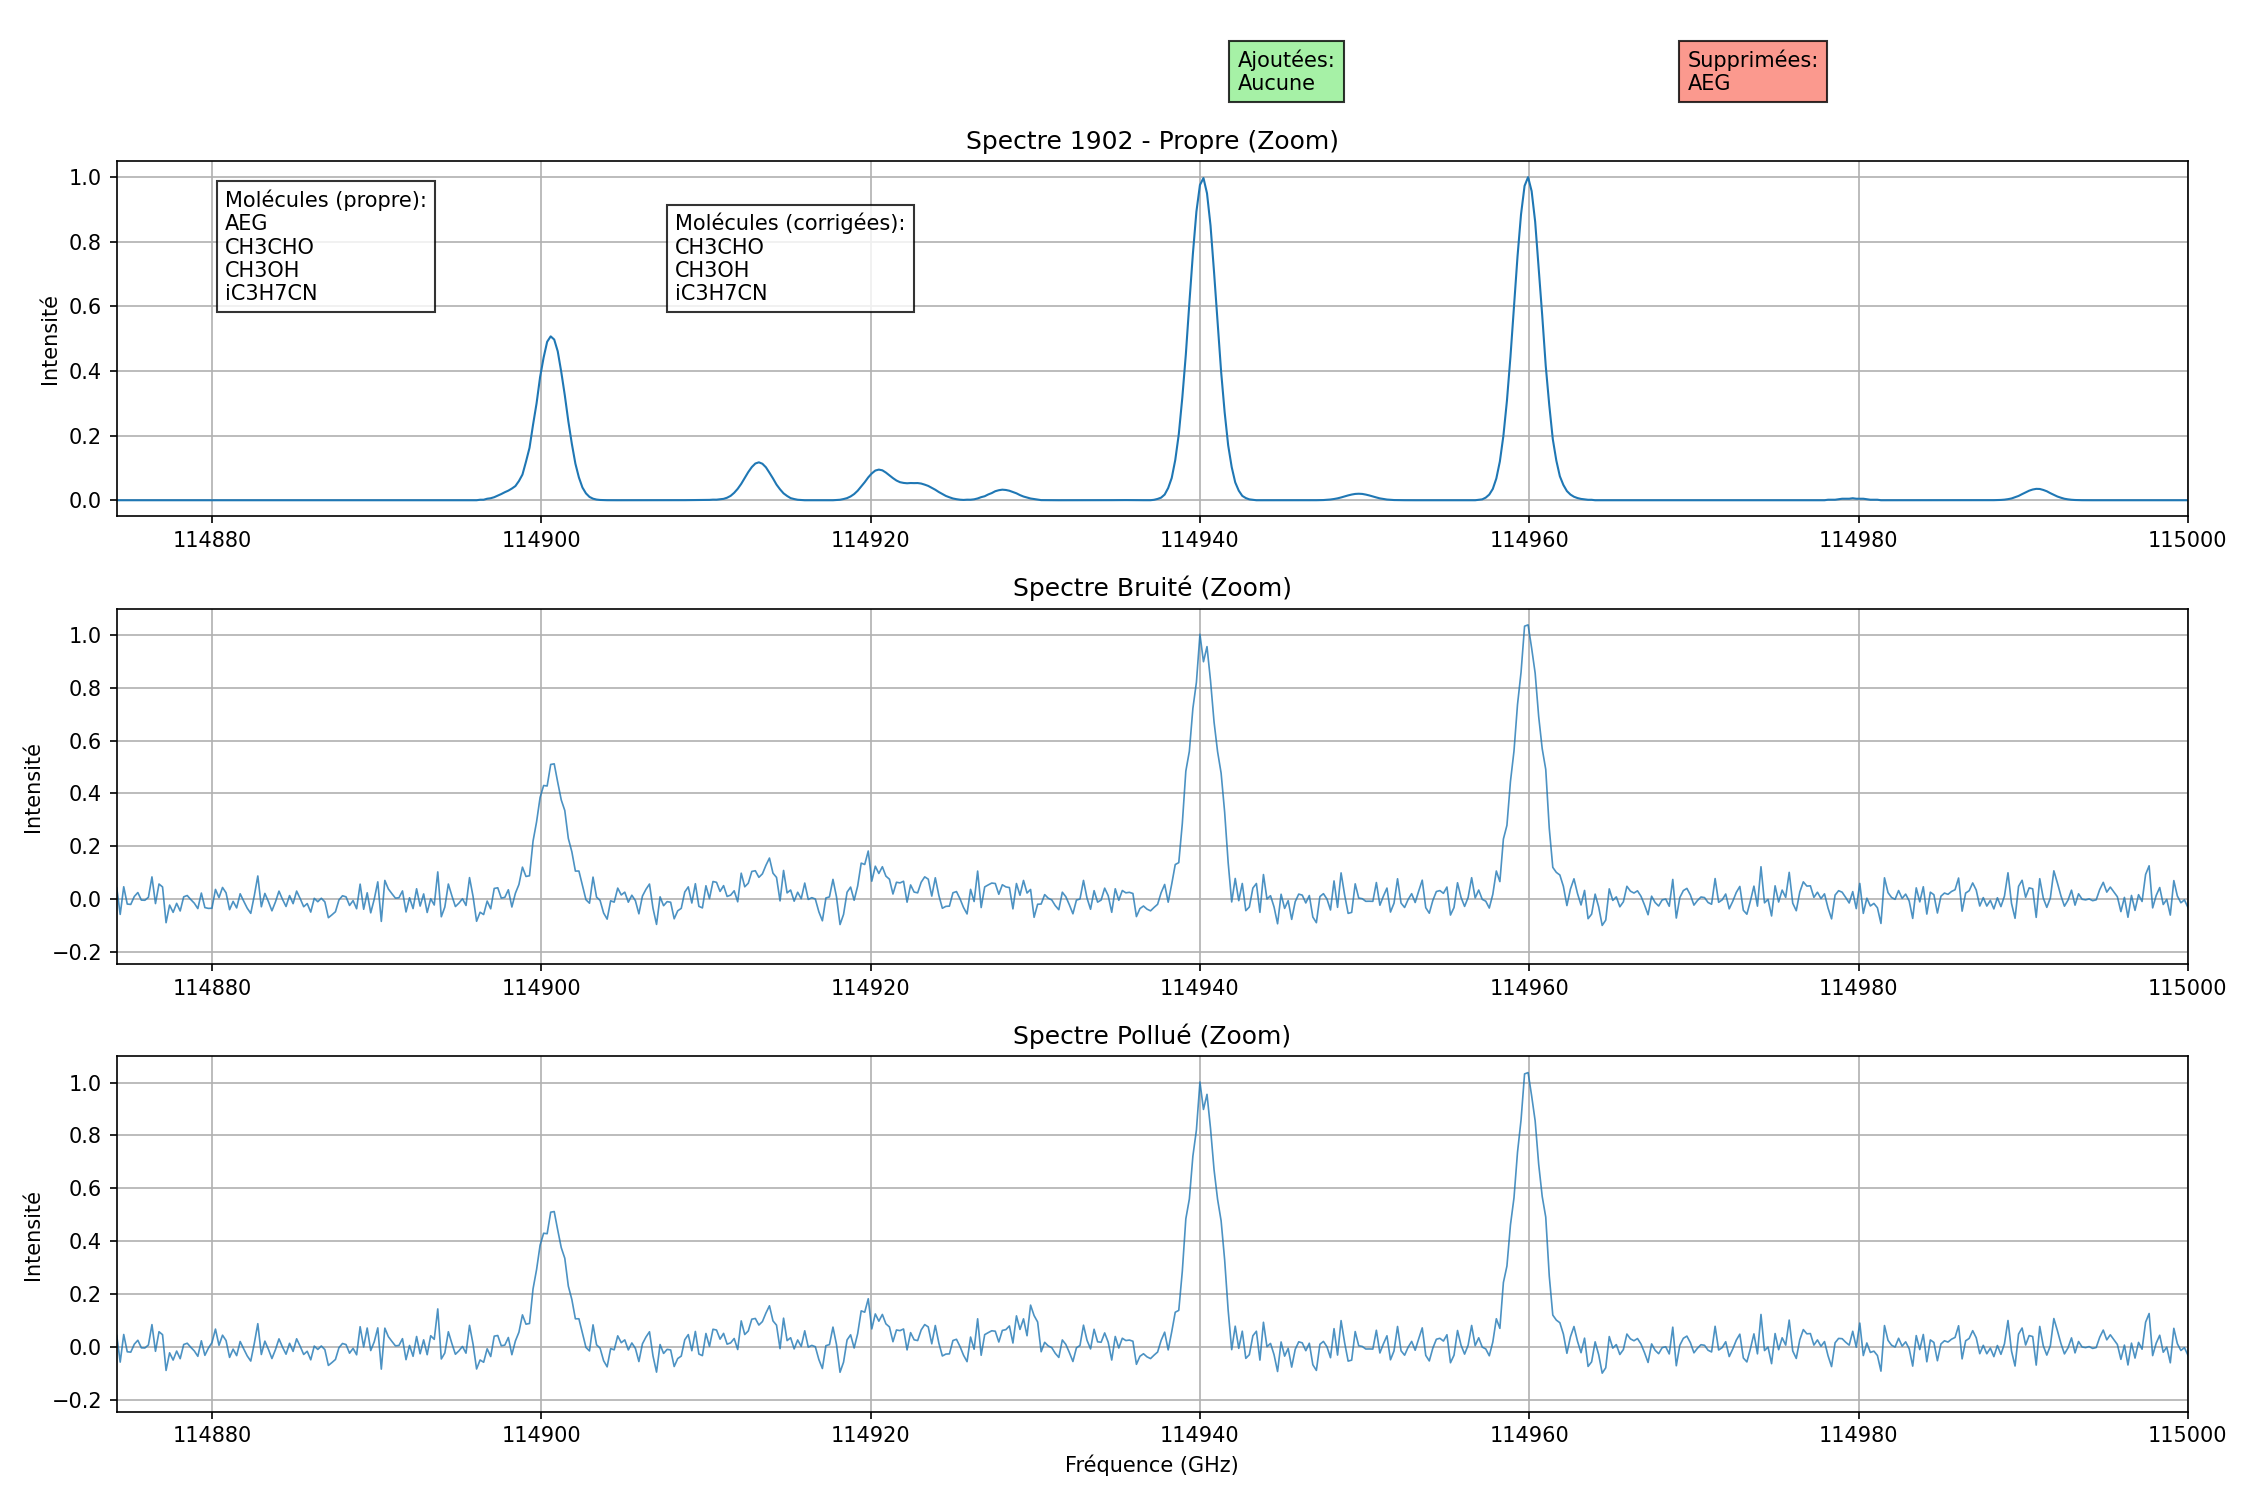 Ajoutées:
Aucune
Supprimées:
AEG
Spectre 1902 - Propre (Zoom)
Molécules (propre):
AEG
CH3CHO
CH3OH
iC3H7CN
Molécules (corrigées):
CH3CHO
CH3OH
iC3H7CN
Intensité
1.0
0.8
0.6
0.4
0.2
0.0
114880 114900 114920 114940 114960 114980 115000
Spectre Bruité (Zoom)
Intensité
1.0
0.8
0.6
0.4
0.2
0.0
−0.2
114880 114900 114920 114940 114960 114980 115000
Spectre Pollué (Zoom)
Intensité
1.0
0.8
0.6
0.4
0.2
0.0
−0.2
114880 114900 114920 114940 114960 114980 115000
Fréquence (GHz)